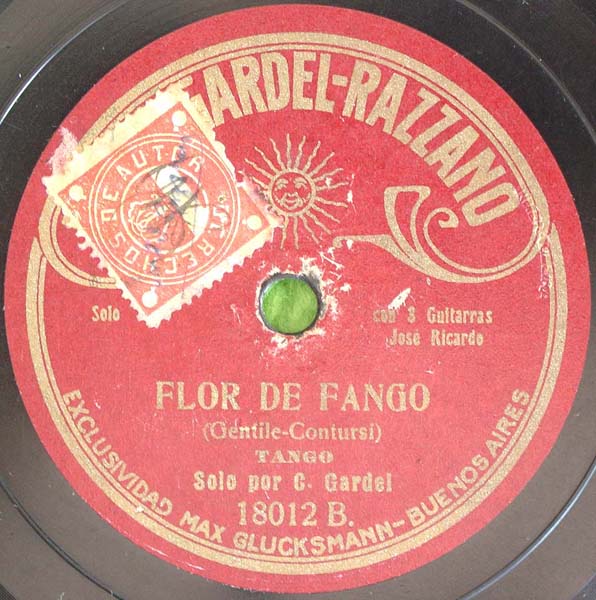 GARDEL-RAZZANO
DERECHOS DE AUTOR
Solo
con 3 Guitarras
José Ricardo
FLOR DE FANGO
(Gentile-Contursi)
TANGO
Solo por C. Gardel
18012 B.
EXCLUSIVIDAD MAX GLUCKSMANN-BUENOS AIRES